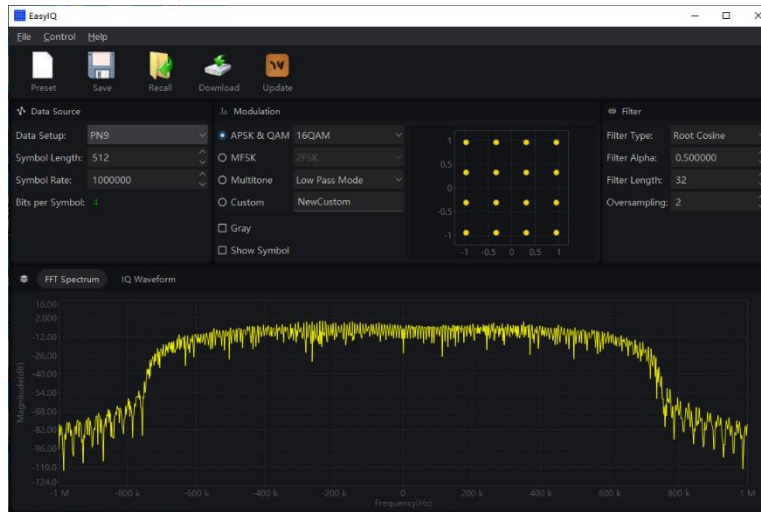 EasyIQ
File Control Help
Preset Save Recall Download Update
Data Source
Data Setup: PN9
Symbol Length: 512
Symbol Rate: 1000000
Bits per Symbol: 4
Modulation
APSK & QAM 16QAM
MFSK 2FSK
Multitone Low Pass Mode
Custom NewCustom
Gray
Show Symbol
1
0.5
0
-0.5
-1
-1 -0.5 0 0.5 1
Filter
Filter Type: Root Cosine
Filter Alpha: 0.500000
Filter Length: 32
Oversampling: 2
FFT Spectrum IQ Waveform
Magnitude(dB)
16.00
2.000
-12.00
-26.00
-40.00
-54.00
-68.00
-82.00
-96.00
-110.0
-124.0
-1 M -800 k -600 k -400 k -200 k 0 200 k 400 k 600 k 800 k 1 M
Frequency(Hz)